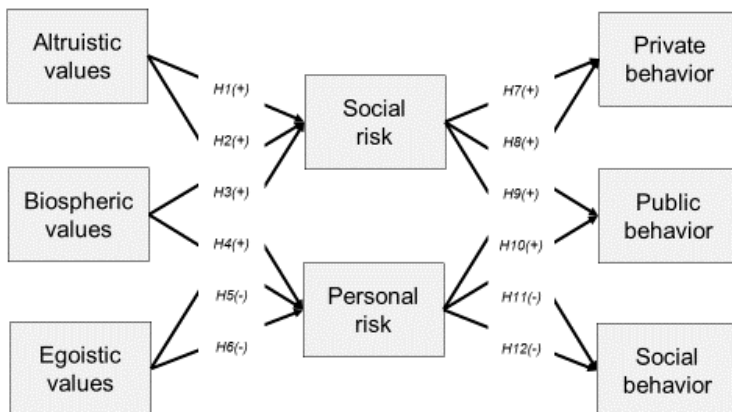 Altruistic
values
Biospheric
values
Egoistic
values
H1(+)
H2(+)
H3(+)
H4(+)
H5(-)
H6(-)
Social
risk
Personal
risk
H7(+)
H8(+)
H9(+)
H10(+)
H11(-)
H12(-)
Private
behavior
Public
behavior
Social
behavior